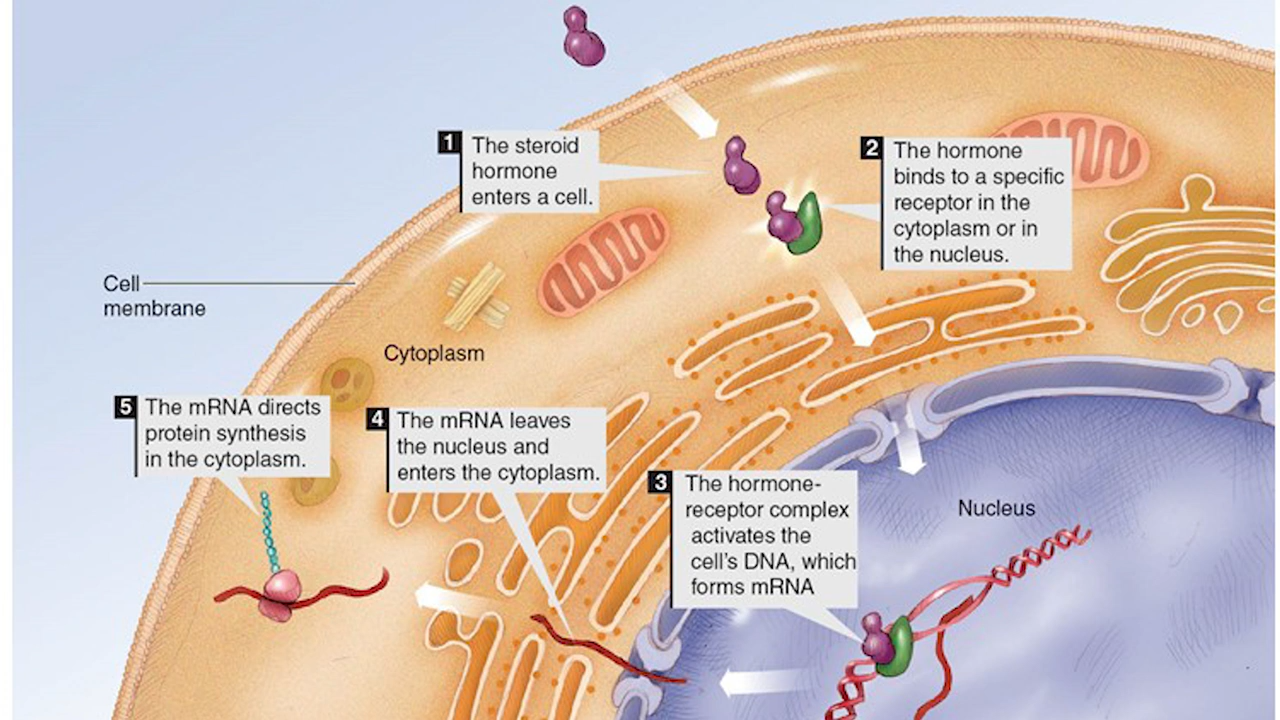 1 The steroid
hormone
enters a cell.
2 The hormone
binds to a specific
receptor in the
cytoplasm or in
the nucleus.
Cell
membrane
Cytoplasm
5 The mRNA directs
protein synthesis
in the cytoplasm.
4 The mRNA leaves
the nucleus and
enters the cytoplasm.
3 The hormone-
receptor complex
activates the
cell's DNA, which
forms mRNA
Nucleus